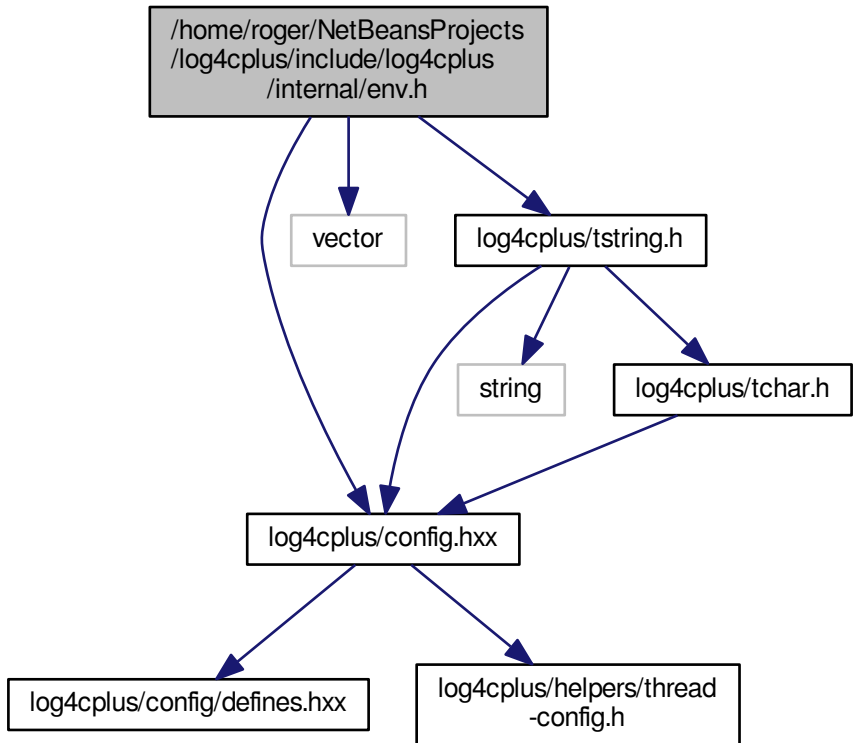 /home/roger/NetBeansProjects
/log4cplus/include/log4cplus
/internal/env.h
vector
log4cplus/tstring.h
string
log4cplus/tchar.h
log4cplus/config.hxx
log4cplus/config/defines.hxx
log4cplus/helpers/thread
-config.h